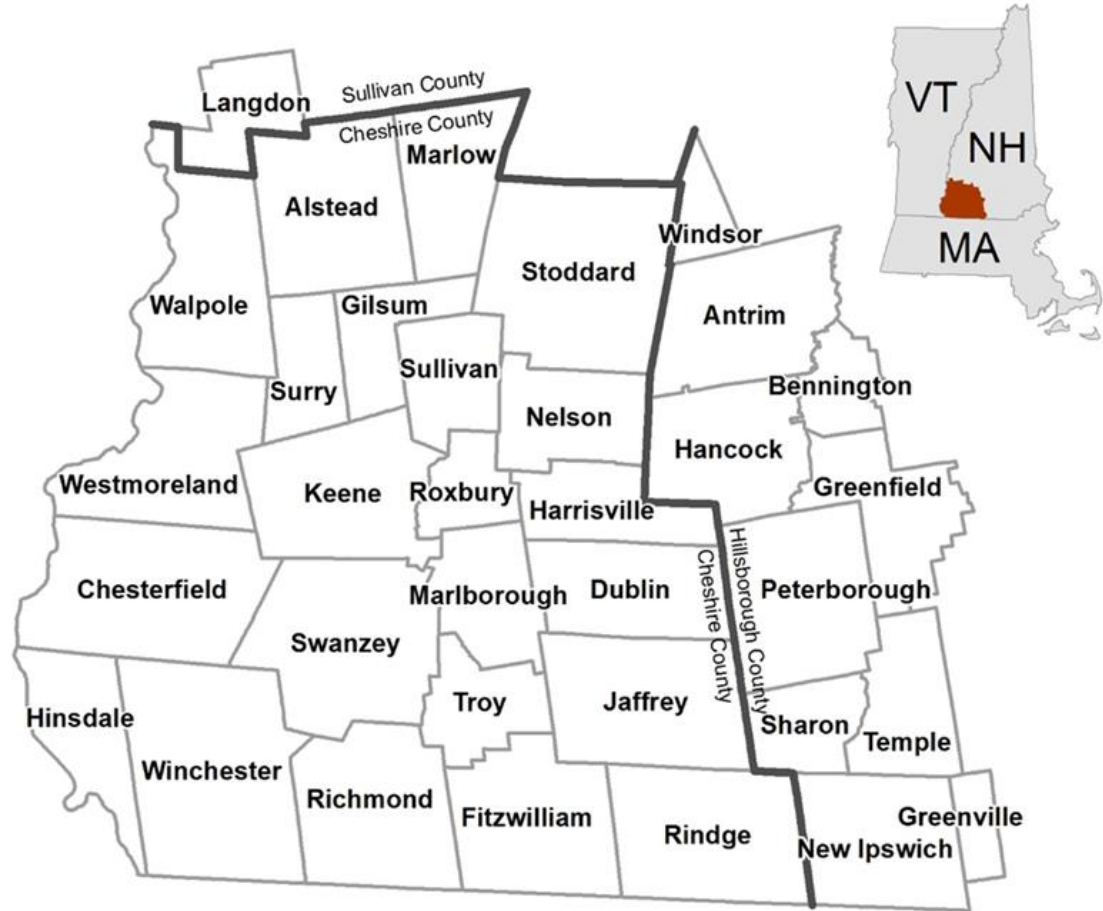 Langdon
Sullivan County
Cheshire County
VT
NH
MA
Marlow
Alstead
Windsor
Stoddard
Walpole
Gilsum
Antrim
Sullivan
Surry
Bennington
Nelson
Hancock
Westmoreland
Keene
Roxbury
Greenfield
Harrisville
Hillsborough County
Cheshire County
Chesterfield
Marlborough
Dublin
Peterborough
Swanzey
Troy
Jaffrey
Hinsdale
Sharon
Temple
Winchester
Richmond
Fitzwilliam
Rindge
Greenville
New Ipswich